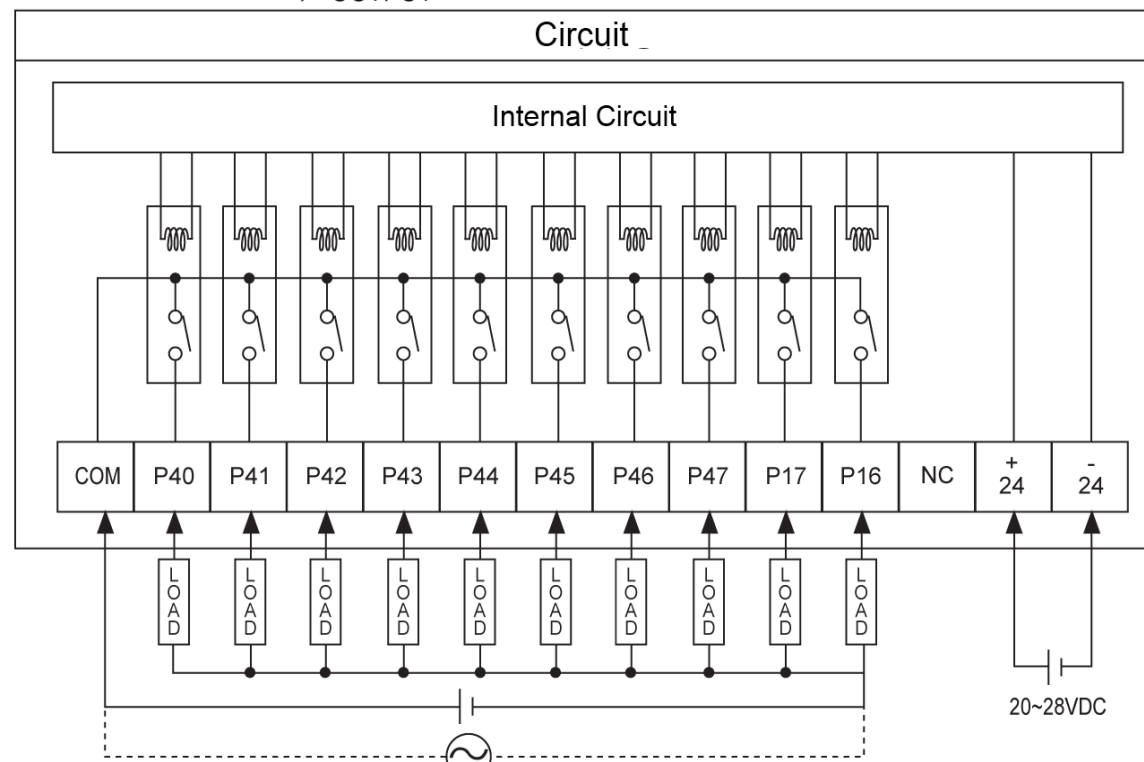 Circuit
Internal Circuit
COM P40 P41 P42 P43 P44 P45 P46 P47 P17 P16 NC + 24 - 24
LOAD LOAD LOAD LOAD LOAD LOAD LOAD LOAD LOAD LOAD
20~28VDC